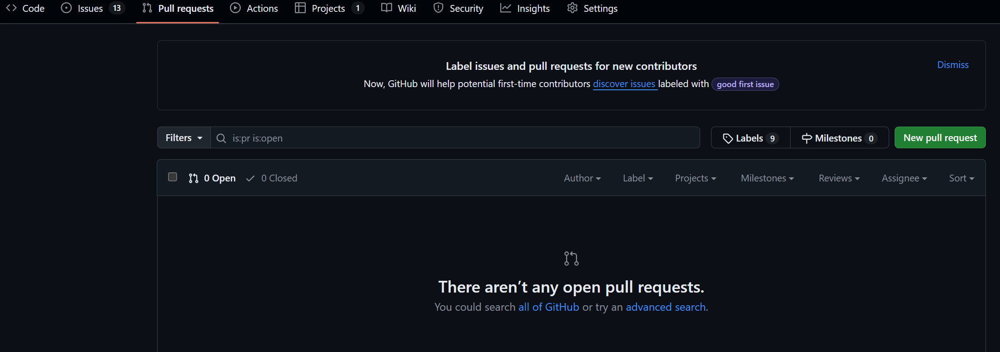 Code Issues 13 Pull requests Actions Projects 1 Wiki Security Insights Settings
Label issues and pull requests for new contributors
Dismiss
Now, GitHub will help potential first-time contributors discover issues labeled with good first issue
Filters is:pr is:open Labels 9 Milestones 0 New pull request
0 Open 0 Closed Author Label Projects Milestones Reviews Assignee Sort
There aren’t any open pull requests.
You could search all of GitHub or try an advanced search.